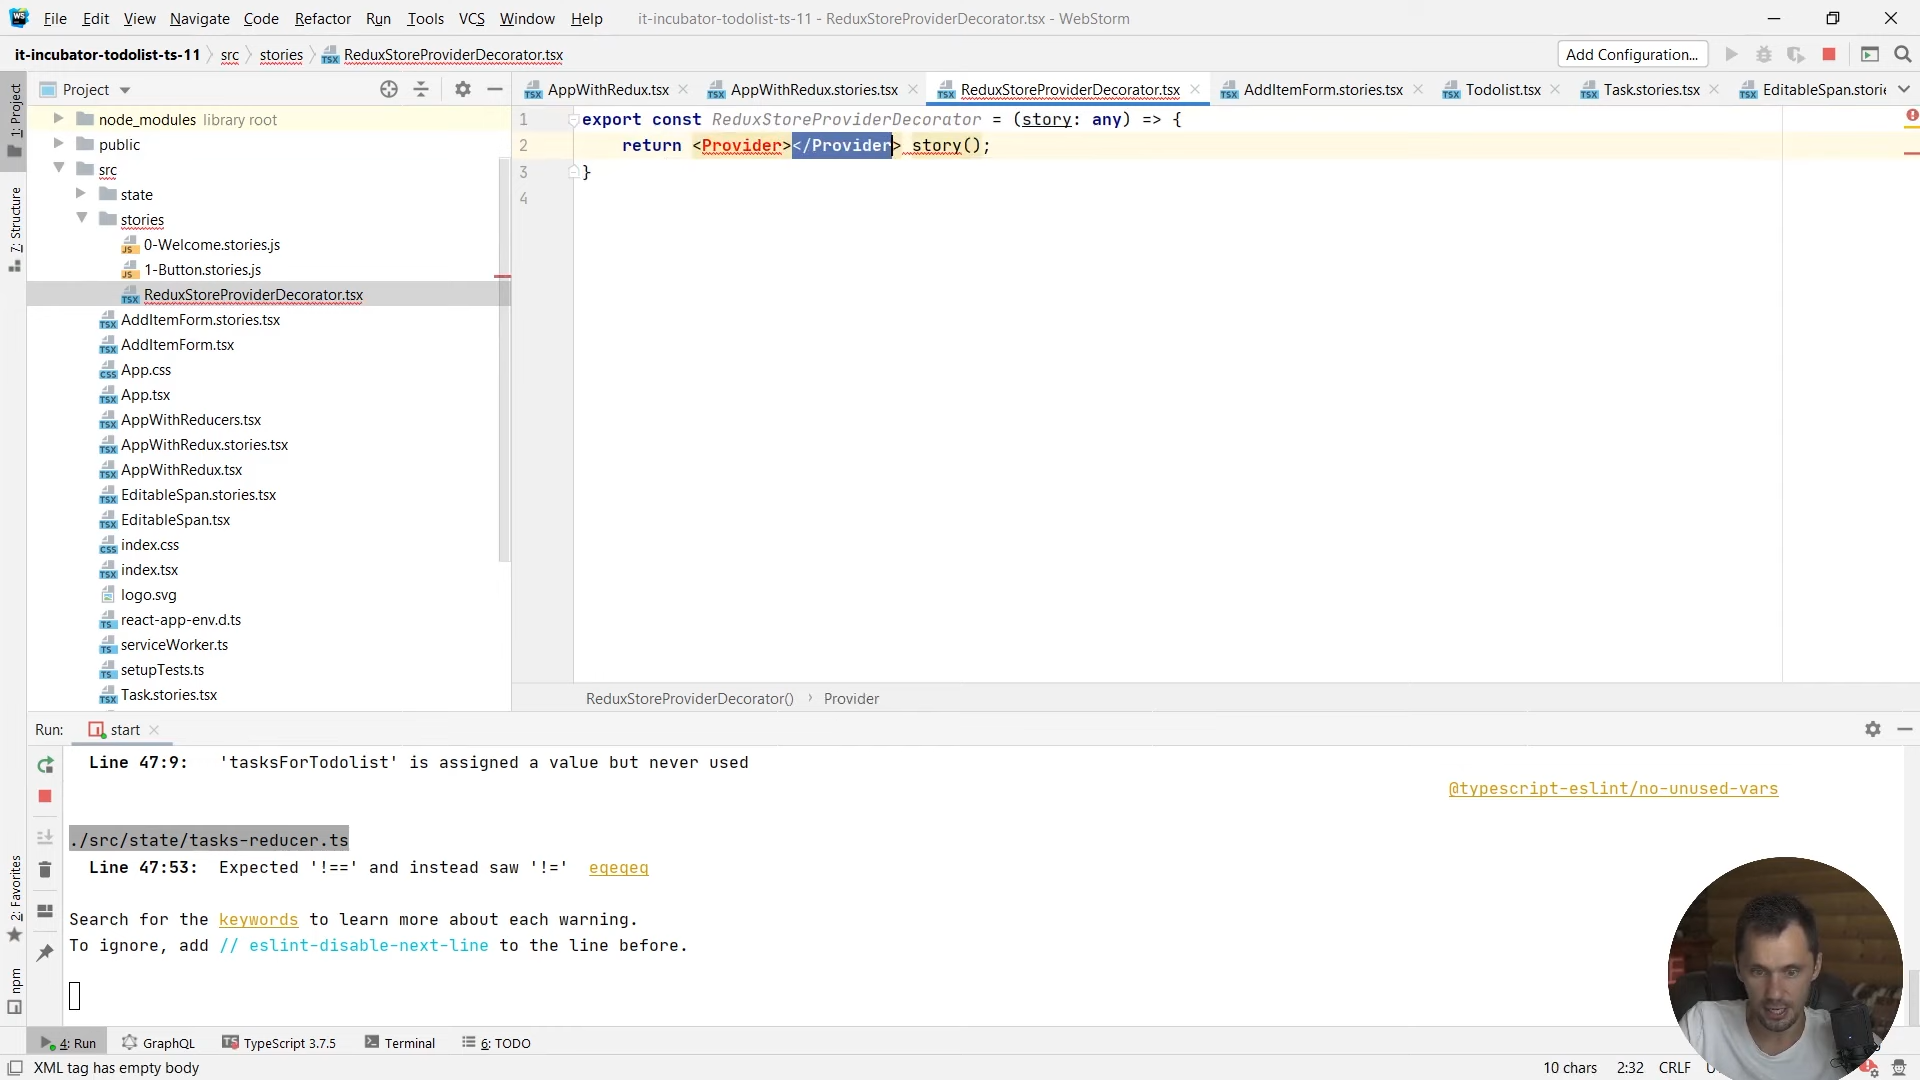 File Edit View Navigate Code Refactor Run Tools VCS Window Help it-incubator-todolist-ts-11 - ReduxStoreProviderDecorator.tsx - WebStorm
it-incubator-todolist-ts-11 src stories ReduxStoreProviderDecorator.tsx Add Configuration...
Project AppWithRedux.tsx AppWithRedux.stories.tsx ReduxStoreProviderDecorator.tsx AddItemForm.stories.tsx Todolist.tsx Task.stories.tsx EditableSpan.storie
1: Project
7: Structure
2: Favorites
npm
node_modules library root
public
src
state
stories
0-Welcome.stories.js
1-Button.stories.js
ReduxStoreProviderDecorator.tsx
AddItemForm.stories.tsx
AddItemForm.tsx
App.css
App.tsx
AppWithReducers.tsx
AppWithRedux.stories.tsx
AppWithRedux.tsx
EditableSpan.stories.tsx
EditableSpan.tsx
index.css
index.tsx
logo.svg
react-app-env.d.ts
serviceWorker.ts
setupTests.ts
Task.stories.tsx
1 export const ReduxStoreProviderDecorator = (story: any) => {
2 return <Provider></Provider> story();
3 }
4
ReduxStoreProviderDecorator() › Provider
Run: start
Line 47:9: 'tasksForTodolist' is assigned a value but never used
@typescript-eslint/no-unused-vars
./src/state/tasks-reducer.ts
Line 47:53: Expected '!==' and instead saw '!=' eqeqeq
Search for the keywords to learn more about each warning.
To ignore, add // eslint-disable-next-line to the line before.
4: Run GraphQL TypeScript 3.7.5 Terminal 6: TODO
XML tag has empty body 10 chars 2:32 CRLF